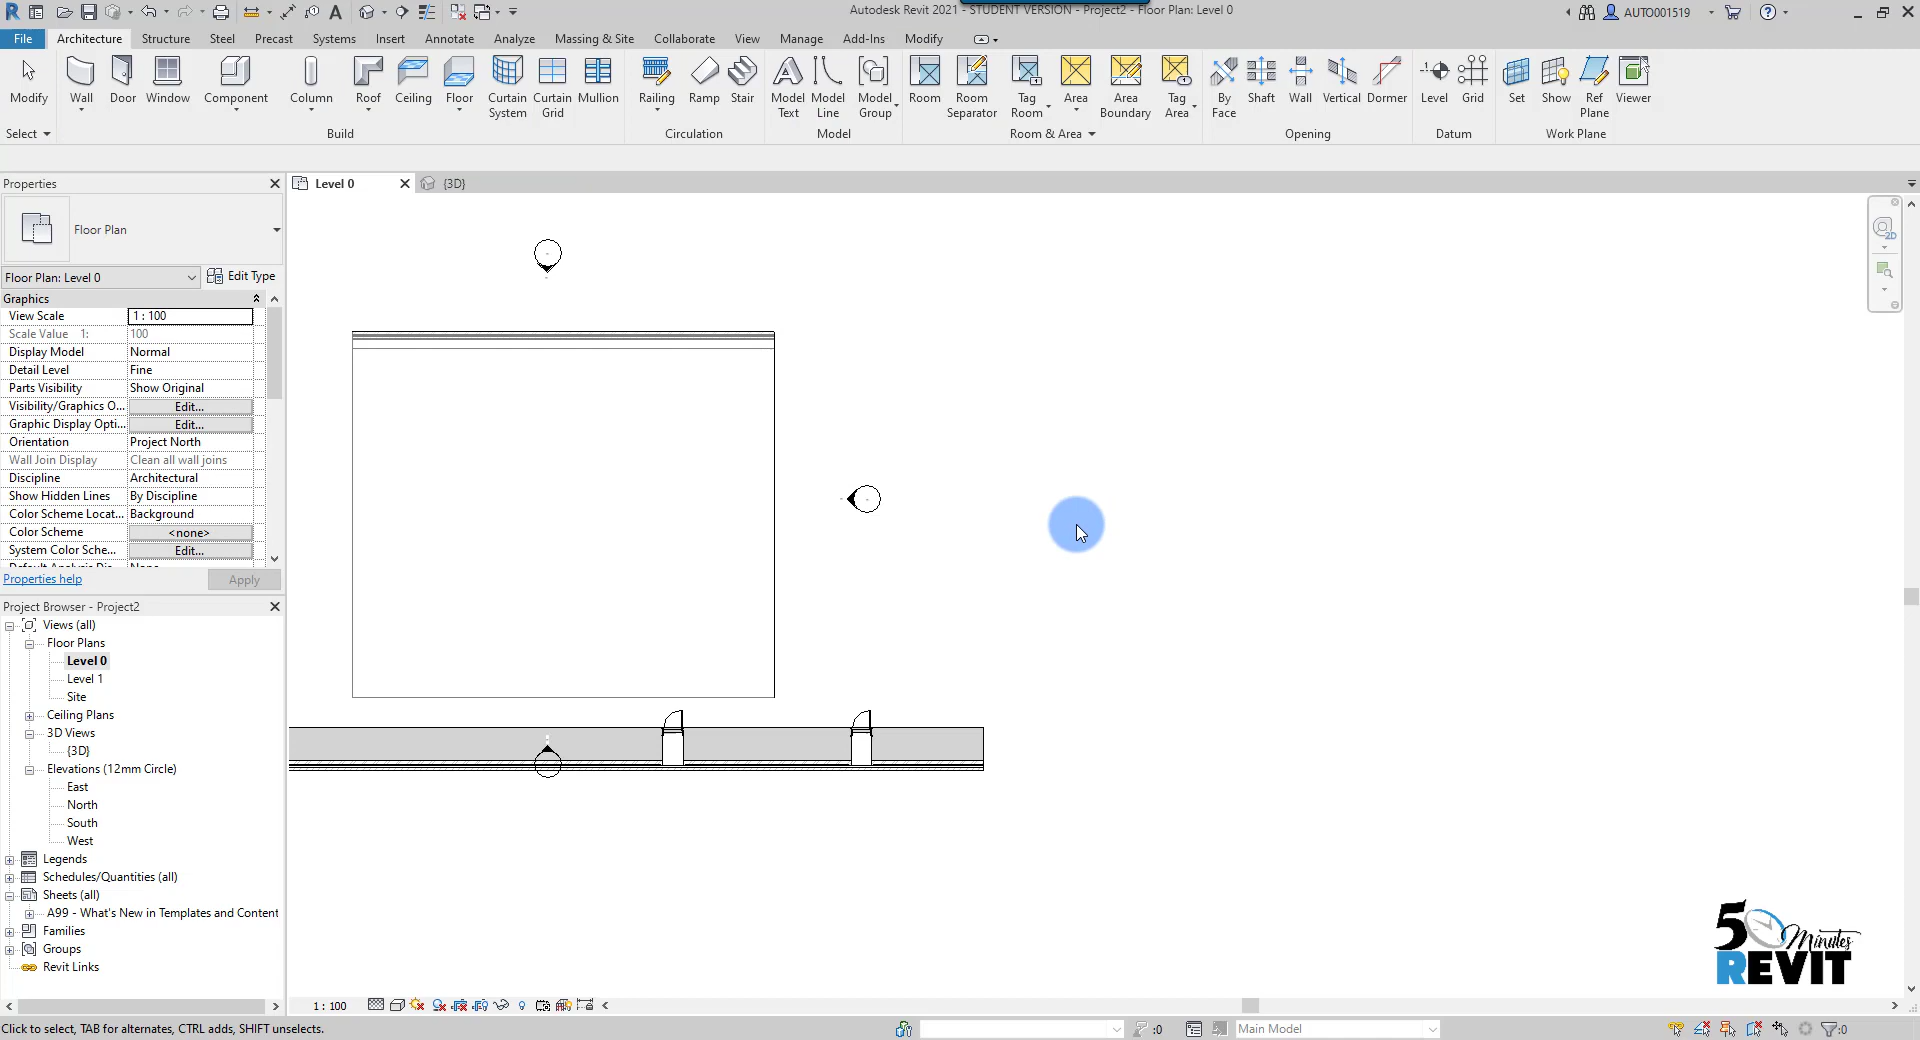 Autodesk Revit 2021 - STUDENT VERSION - Project2 - Floor Plan: Level 0
AUTO001519
File Architecture Structure Steel Precast Systems Insert Annotate Analyze Massing & Site Collaborate View Manage Add-Ins Modify
Modify Wall Door Window Component Column Roof Ceiling Floor Curtain System Curtain Grid Mullion Railing Ramp Stair Model Text Model Line Model Group Room Room Separator Tag Room Area Area Boundary Tag Area By Face Shaft Wall Vertical Dormer Level Grid Set Show Ref Plane Viewer
Select Build Circulation Model Room & Area Opening Datum Work Plane
Properties
Level 0
{3D}
Floor Plan
Floor Plan: Level 0 Edit Type
Graphics
View Scale 1 : 100
Scale Value 1: 100
Display Model Normal
Detail Level Fine
Parts Visibility Show Original
Visibility/Graphics O... Edit...
Graphic Display Opti... Edit...
Orientation Project North
Wall Join Display Clean all wall joins
Discipline Architectural
Show Hidden Lines By Discipline
Color Scheme Locat... Background
Color Scheme <none>
System Color Sche... Edit...
Properties help Apply
Project Browser - Project2
Views (all)
Floor Plans
Level 0
Level 1
Site
Ceiling Plans
3D Views
{3D}
Elevations (12mm Circle)
East
North
South
West
Legends
Schedules/Quantities (all)
Sheets (all)
A99 - What's New in Templates and Content
Families
Groups
Revit Links
2D
5 Minutes
REVIT
1 : 100
Click to select, TAB for alternates, CTRL adds, SHIFT unselects.
:0
Main Model
:0